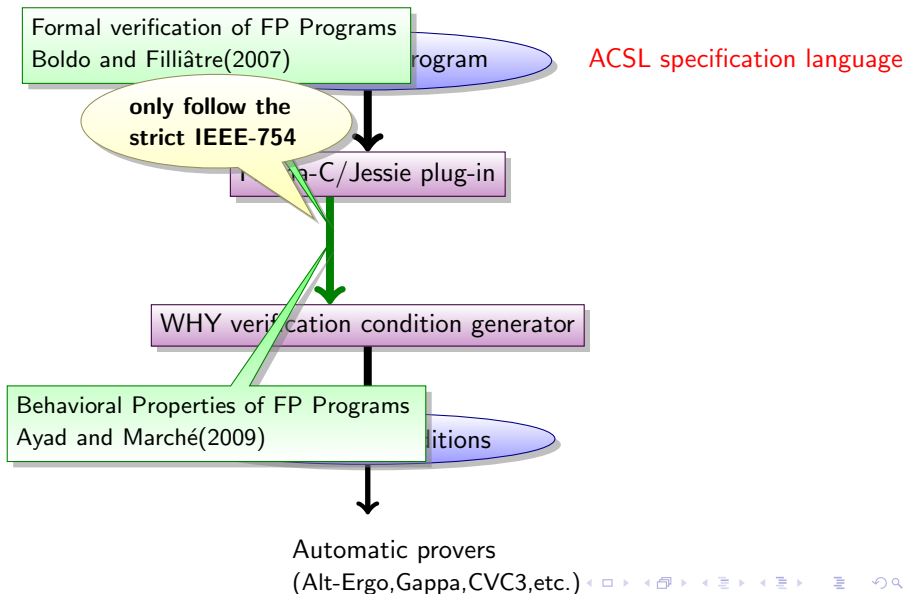 Formal verification of FP Programs
Boldo and Filliâtre(2007)
rogram
ACSL specification language
only follow the
strict IEEE-754
a-C/Jessie plug-in
WHY verification condition generator
Behavioral Properties of FP Programs
Ayad and Marché(2009)
ditions
Automatic provers
(Alt-Ergo,Gappa,CVC3,etc.)